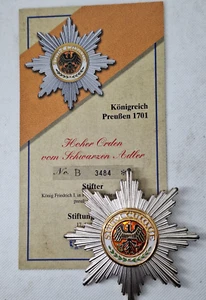 Königreich
Preußen 1701
Hoher Orden
vom Schwarzen Adler
No. B 3484
Stifter
König Friedrich I.
Stiftung